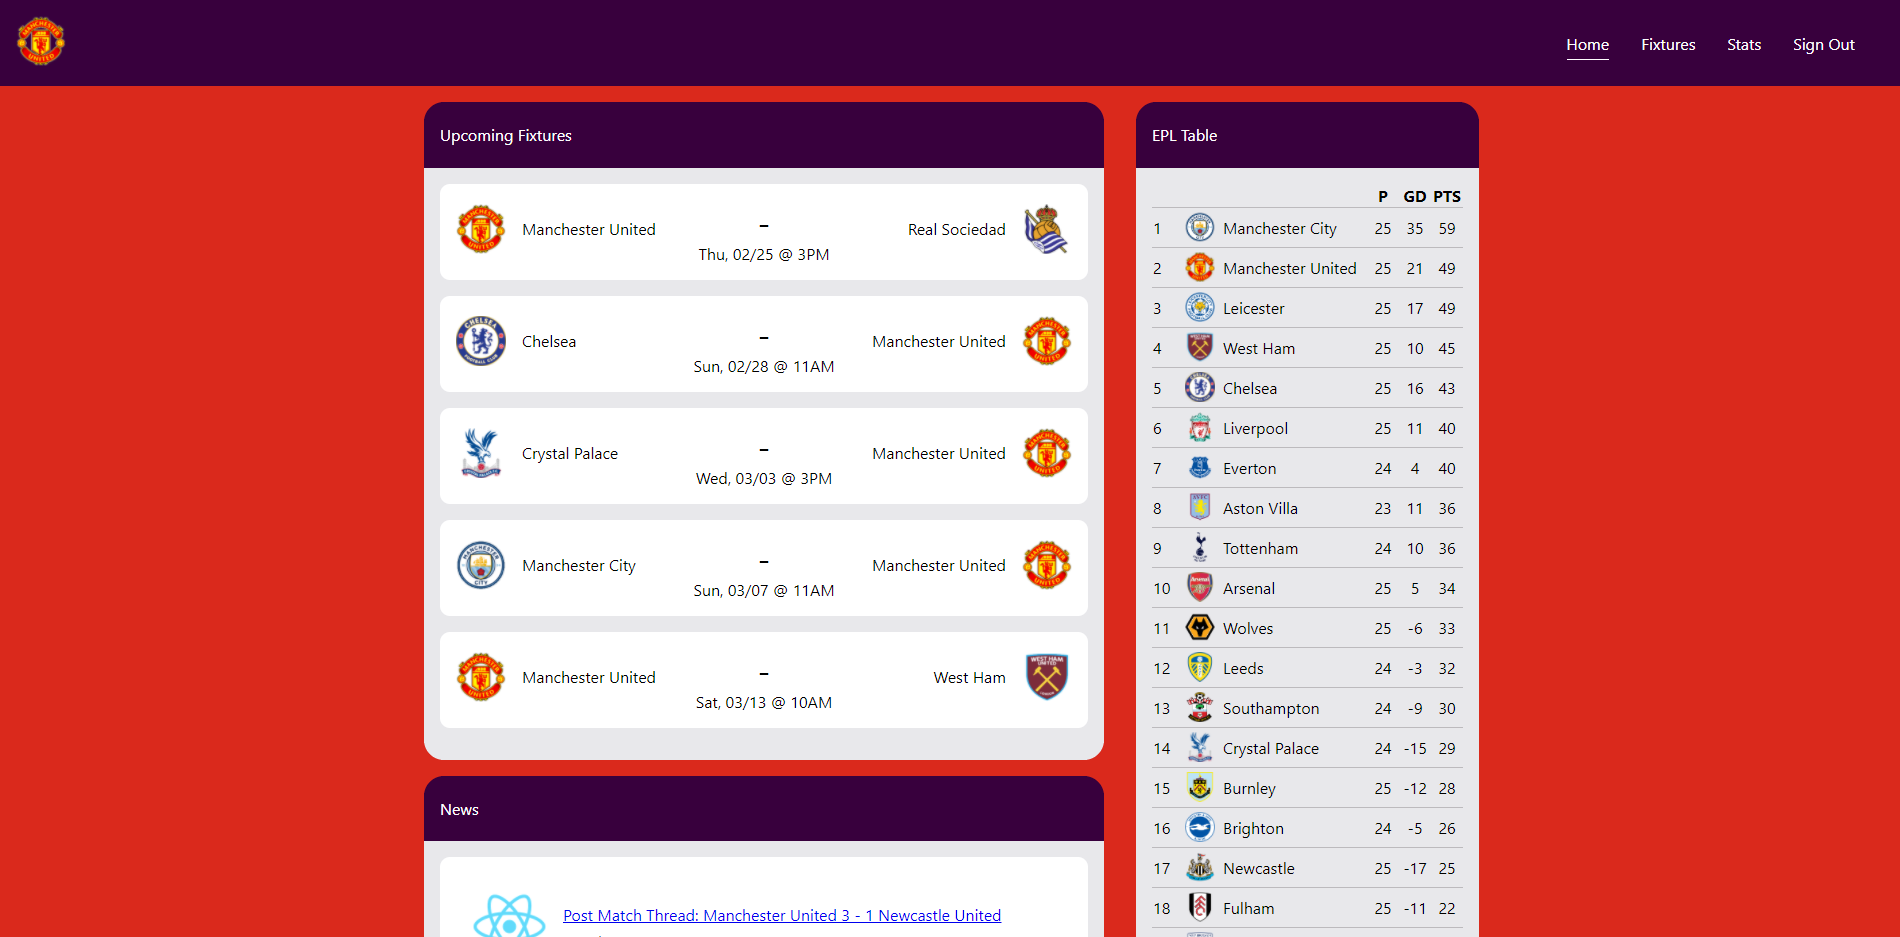 Home Fixtures Stats Sign Out
Upcoming Fixtures
Manchester United - Real Sociedad
Thu, 02/25 @ 3PM
Chelsea - Manchester United
Sun, 02/28 @ 11AM
Crystal Palace - Manchester United
Wed, 03/03 @ 3PM
Manchester City - Manchester United
Sun, 03/07 @ 11AM
Manchester United - West Ham
Sat, 03/13 @ 10AM
News
Post Match Thread: Manchester United 3 - 1 Newcastle United
EPL Table
P GD PTS
1 Manchester City 25 35 59
2 Manchester United 25 21 49
3 Leicester 25 17 49
4 West Ham 25 10 45
5 Chelsea 25 16 43
6 Liverpool 25 11 40
7 Everton 24 4 40
8 Aston Villa 23 11 36
9 Tottenham 24 10 36
10 Arsenal 25 5 34
11 Wolves 25 -6 33
12 Leeds 24 -3 32
13 Southampton 24 -9 30
14 Crystal Palace 24 -15 29
15 Burnley 25 -12 28
16 Brighton 24 -5 26
17 Newcastle 25 -17 25
18 Fulham 25 -11 22